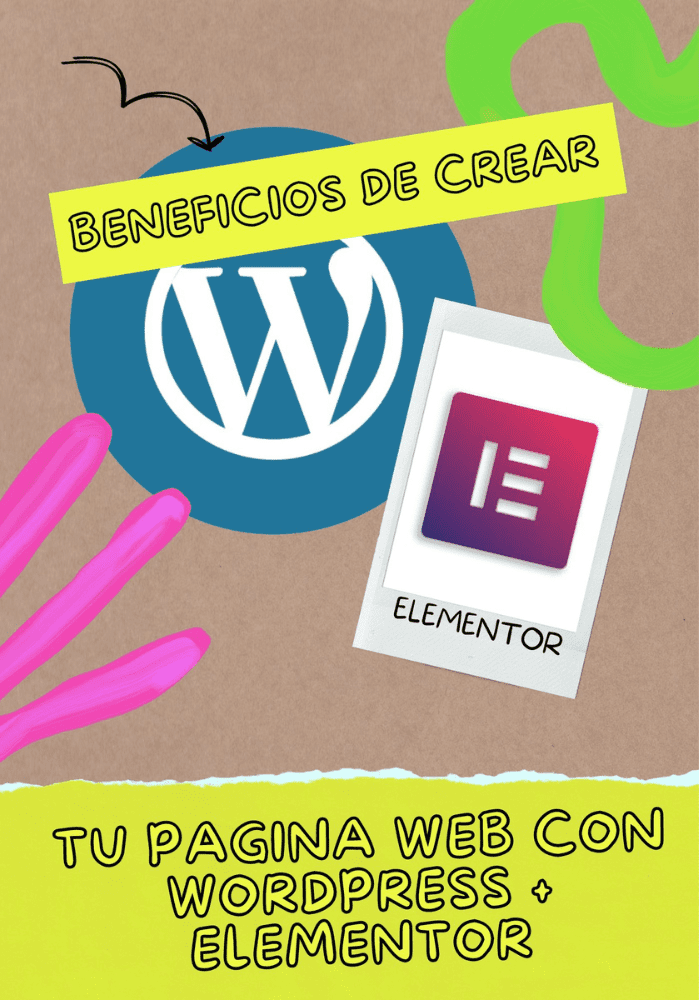 BENEFICIOS DE CREAR
ELEMENTOR
TU PAGINA WEB CON
WORDPRESS +
ELEMENTOR